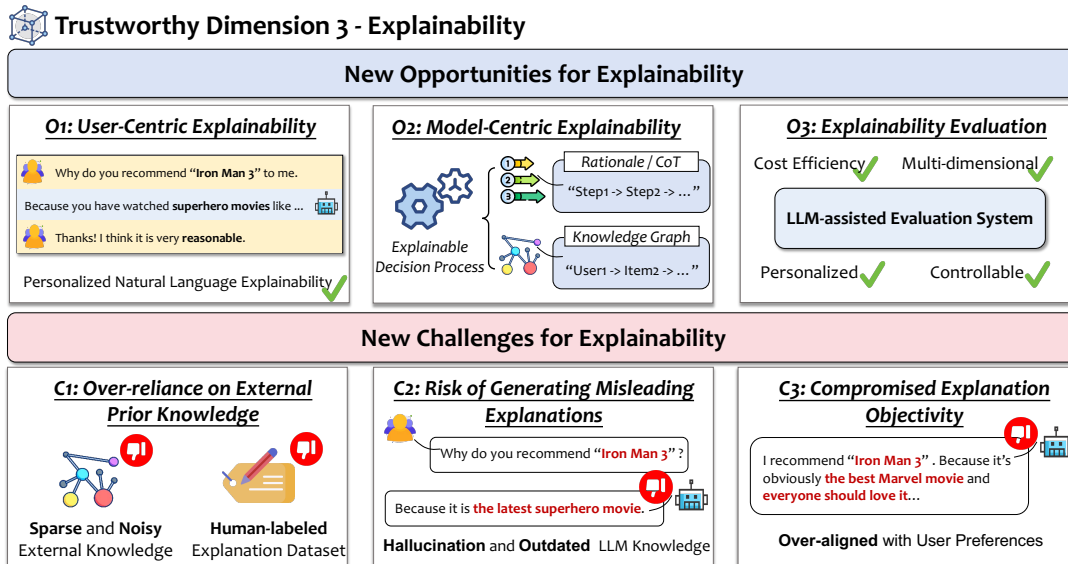 Trustworthy Dimension 3 - Explainability
New Opportunities for Explainability
O1: User-Centric Explainability
Why do you recommend “Iron Man 3” to me.
Because you have watched superhero movies like ...
Thanks! I think it is very reasonable.
Personalized Natural Language Explainability
O2: Model-Centric Explainability
Explainable
Decision Process
1
2
3
Rationale / CoT
“Step1 -> Step2 -> ...”
Knowledge Graph
“User1 -> Item2 -> ...”
O3: Explainability Evaluation
Cost Efficiency
Multi-dimensional
LLM-assisted Evaluation System
Personalized
Controllable
New Challenges for Explainability
C1: Over-reliance on External
Prior Knowledge
Sparse and Noisy
External Knowledge
Human-labeled
Explanation Dataset
C2: Risk of Generating Misleading
Explanations
Why do you recommend “Iron Man 3” ?
Because it is the latest superhero movie.
Hallucination and Outdated LLM Knowledge
C3: Compromised Explanation
Objectivity
I recommend “Iron Man 3” . Because it's
obviously the best Marvel movie and
everyone should love it...
Over-aligned with User Preferences